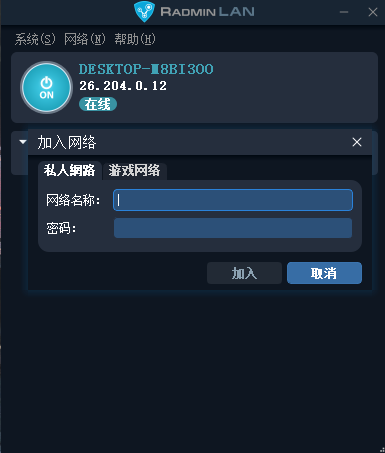 RADMIN LAN
系统(S) 网络(N) 帮助(H)
DESKTOP-M8BI3OO
ON
26.204.0.12
在线
加入网络
私人網路 游戏网络
网络名称:
密码:
加入 取消